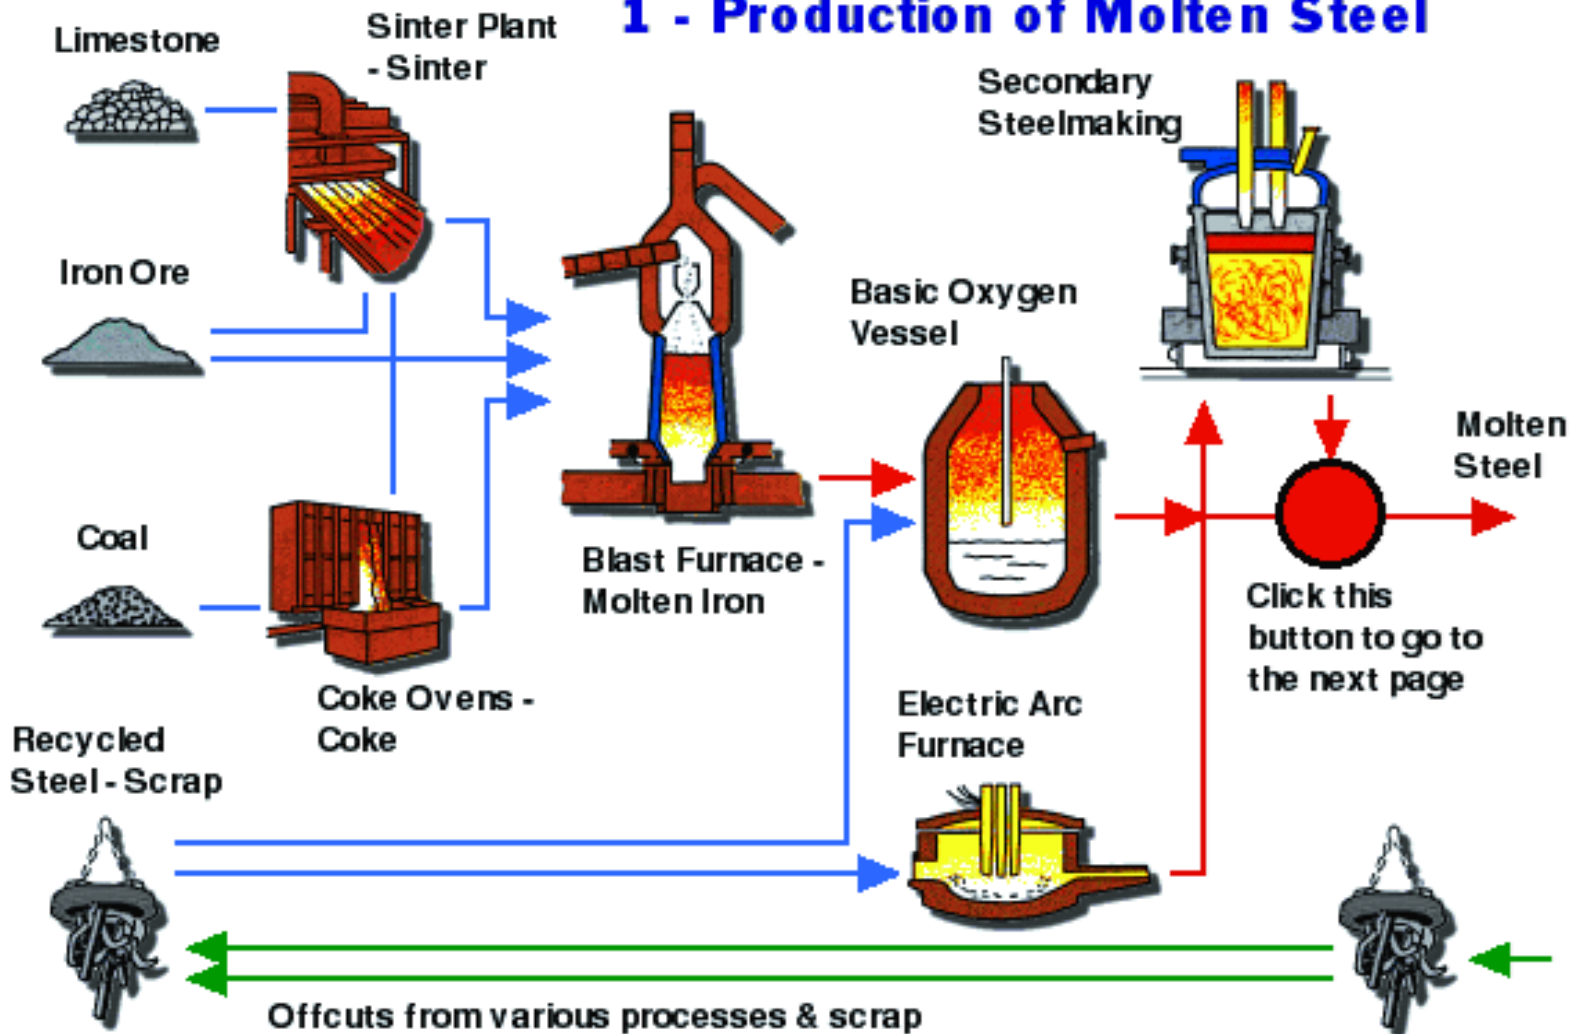 1 - Production of Molten Steel
Limestone
Sinter Plant
- Sinter
Secondary
Steelmaking
Iron Ore
Basic Oxygen
Vessel
Molten
Steel
Coal
Blast Furnace -
Molten Iron
Click this
button to go to
the next page
Coke Ovens -
Coke
Electric Arc
Furnace
Recycled
Steel - Scrap
Offcuts from various processes & scrap